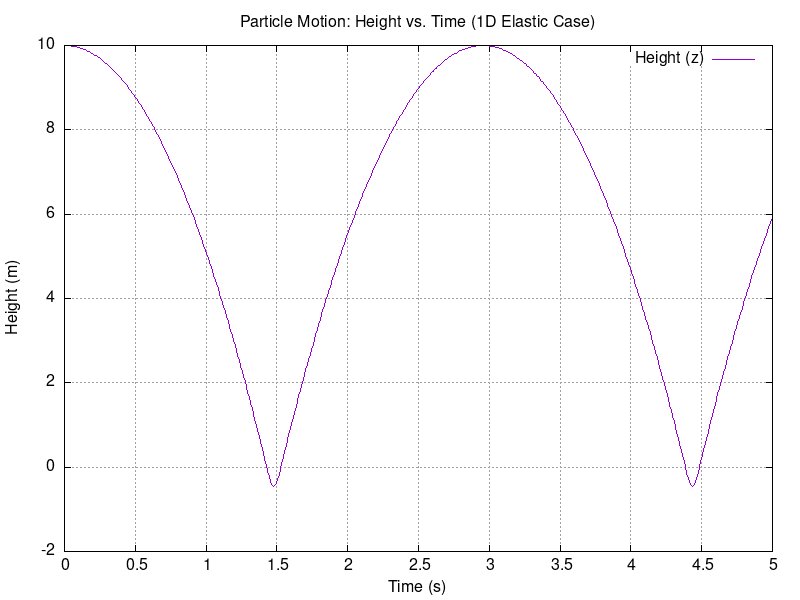 Particle Motion: Height vs. Time (1D Elastic Case)
Height (z)
10
8
6
4
2
0
-2
Height (m)
0 0.5 1 1.5 2 2.5 3 3.5 4 4.5 5
Time (s)